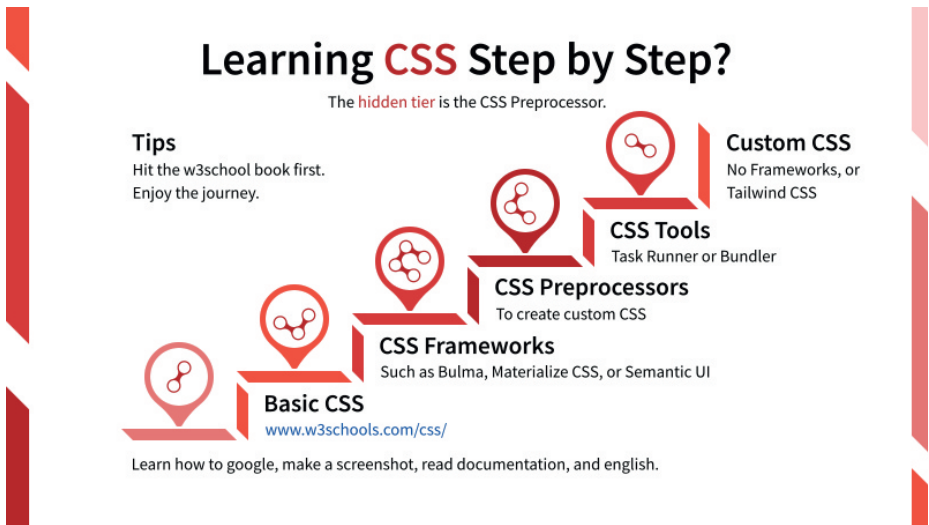 Learning CSS Step by Step?
The hidden tier is the CSS Preprocessor.
Tips
Hit the w3school book first.
Enjoy the journey.
Custom CSS
No Frameworks, or
Tailwind CSS
CSS Tools
Task Runner or Bundler
CSS Preprocessors
To create custom CSS
CSS Frameworks
Such as Bulma, Materialize CSS, or Semantic UI
Basic CSS
www.w3schools.com/css/
Learn how to google, make a screenshot, read documentation, and english.